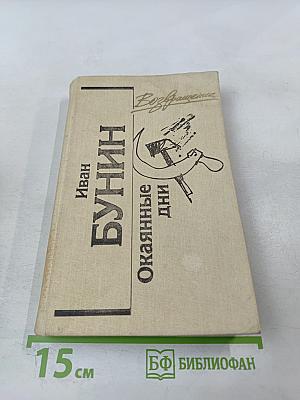 Возвращение
Иван
БУНИН
Окаянные
дни
15 см
БФ БИБЛИОФАН